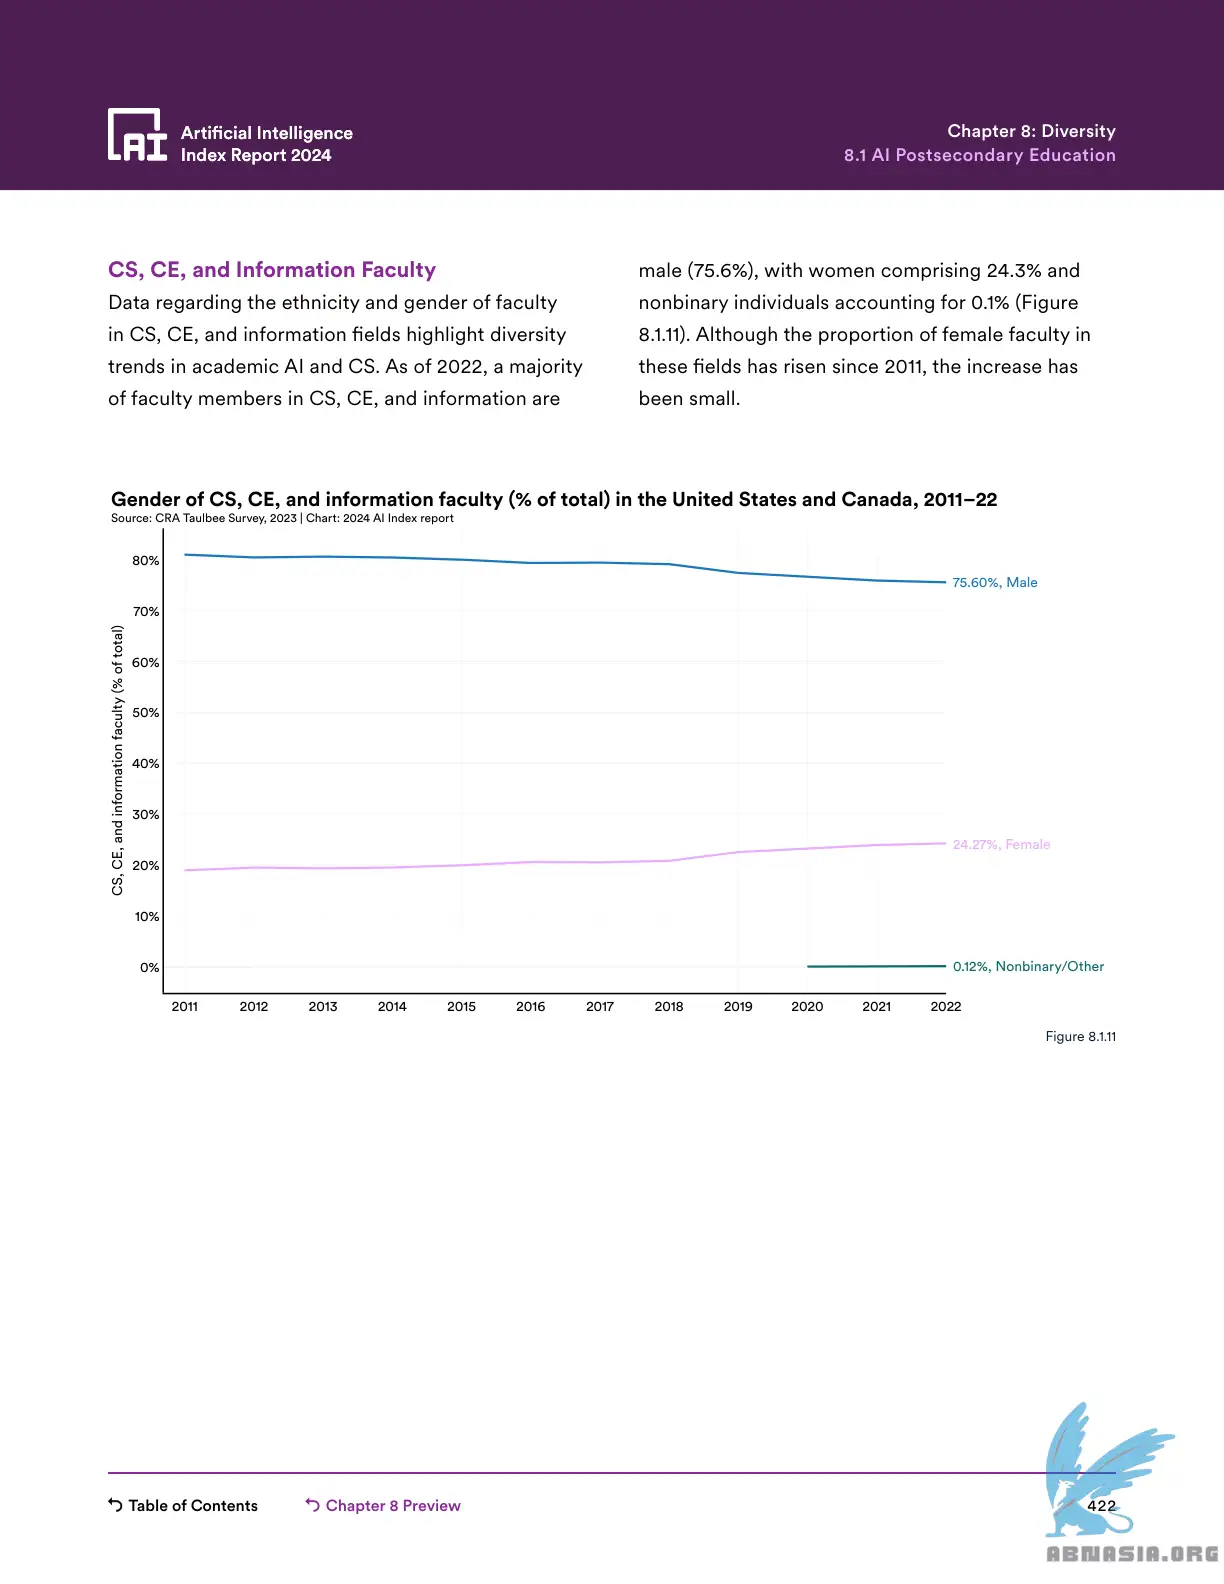 Artificial Intelligence
Index Report 2024
Chapter 8: Diversity
8.1 AI Postsecondary Education
CS, CE, and Information Faculty
Data regarding the ethnicity and gender of faculty
in CS, CE, and information fields highlight diversity
trends in academic AI and CS. As of 2022, a majority
of faculty members in CS, CE, and information are
male (75.6%), with women comprising 24.3% and
nonbinary individuals accounting for 0.1% (Figure
8.1.11). Although the proportion of female faculty in
these fields has risen since 2011, the increase has
been small.
Gender of CS, CE, and information faculty (% of total) in the United States and Canada, 2011–22
Source: CRA Taulbee Survey, 2023 | Chart: 2024 AI Index report
CS, CE, and information faculty (% of total)
80%
70%
60%
50%
40%
30%
20%
10%
0%
75.60%, Male
24.27%, Female
0.12%, Nonbinary/Other
2011 2012 2013 2014 2015 2016 2017 2018 2019 2020 2021 2022
Figure 8.1.11
Table of Contents
Chapter 8 Preview
422
ABNASIA.ORG